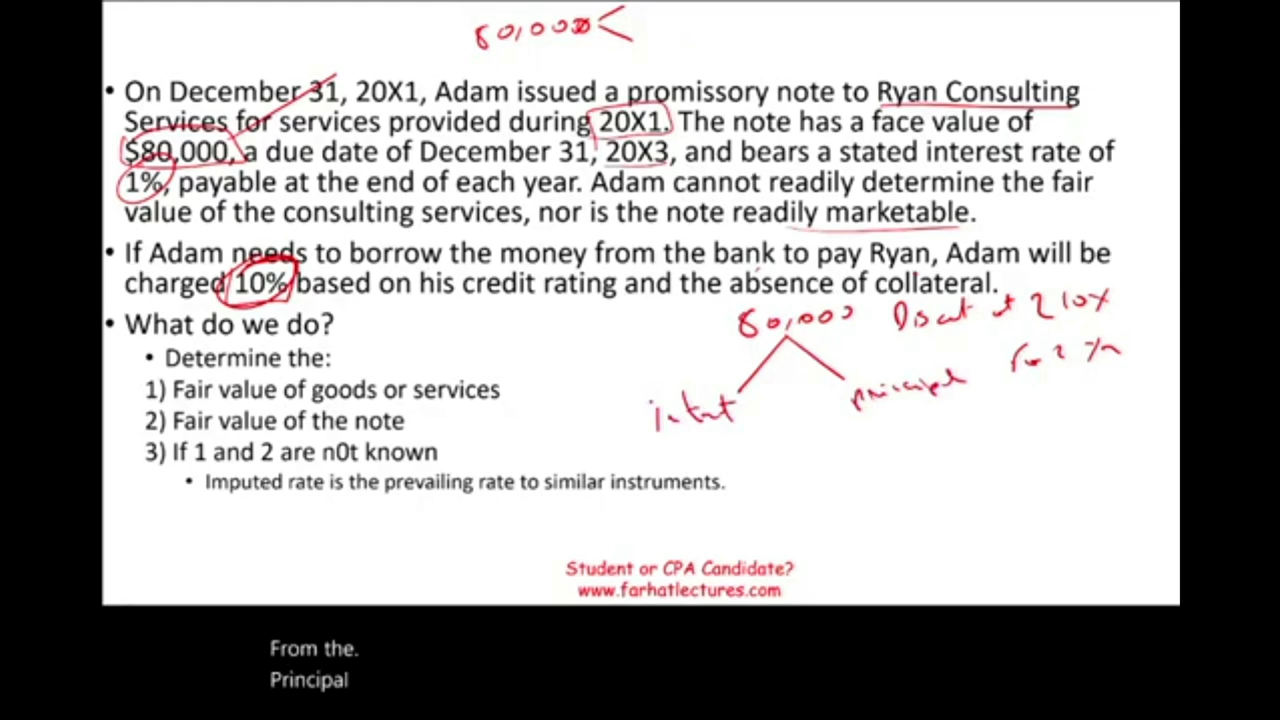 80,000
• On December 31, 20X1, Adam issued a promissory note to Ryan Consulting
Services for services provided during 20X1. The note has a face value of
$80,000, a due date of December 31, 20X3, and bears a stated interest rate of
1%, payable at the end of each year. Adam cannot readily determine the fair
value of the consulting services, nor is the note readily marketable.
• If Adam needs to borrow the money from the bank to pay Ryan, Adam will be
charged 10% based on his credit rating and the absence of collateral.
80,000
• What do we do?
• Determine the:
1) Fair value of goods or services
principal
2) Fair value of the note
3) If 1 and 2 are n0t known
• Imputed rate is the prevailing rate to similar instruments.
Student or CPA Candidate?
www.farhatlectures.com
From the.
Principal